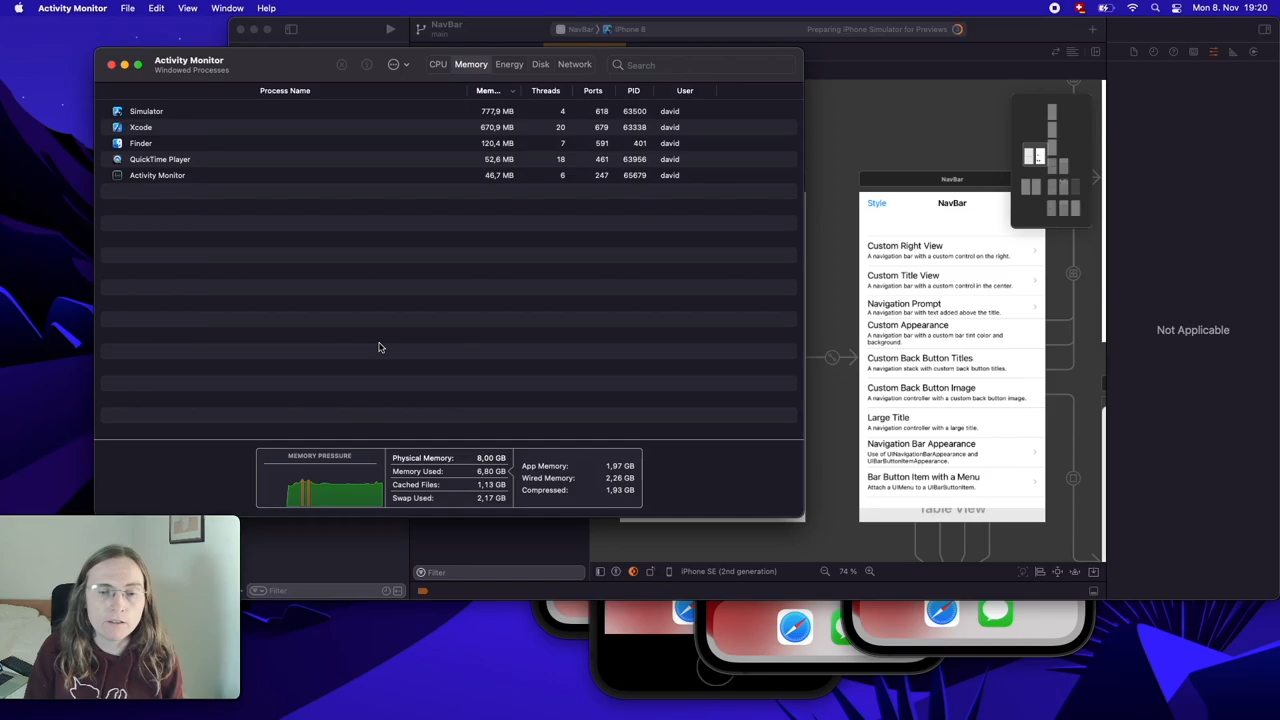 Activity Monitor File Edit View Window Help
Mon 8. Nov. 19:20
NavBar
main
NavBar 〉 iPhone 8
Preparing iPhone Simulator for Previews
Activity Monitor
Windowed Processes
CPU Memory Energy Disk Network
Search
Process Name Mem... Threads Ports PID User
Simulator 777,9 MB 4 618 63500 david
Xcode 670,9 MB 20 679 63338 david
Finder 120,4 MB 7 591 401 david
QuickTime Player 52,6 MB 18 461 63956 david
Activity Monitor 46,7 MB 6 247 65679 david
MEMORY PRESSURE
Physical Memory: 8,00 GB
Memory Used: 6,80 GB
Cached Files: 1,13 GB
Swap Used: 2,17 GB
App Memory: 1,97 GB
Wired Memory: 2,26 GB
Compressed: 1,93 GB
NavBar
Style NavBar
Custom Right View
A navigation bar with a custom control on the right.
Custom Title View
A navigation bar with a custom control in the center.
Navigation Prompt
A navigation bar with text added above the title.
Custom Appearance
A navigation bar with a custom bar tint color and
background.
Custom Back Button Titles
A navigation stack with custom back button titles.
Custom Back Button Image
A navigation controller with a custom back button image.
Large Title
A navigation controller with a large title.
Navigation Bar Appearance
Use of UINavigationBarAppearance and
UIBarButtonItemAppearance.
Bar Button Item with a Menu
Attach a UIMenu to a UIBarButtonItem.
Table View
Not Applicable
Filter
Filter
iPhone SE (2nd generation)
74 %